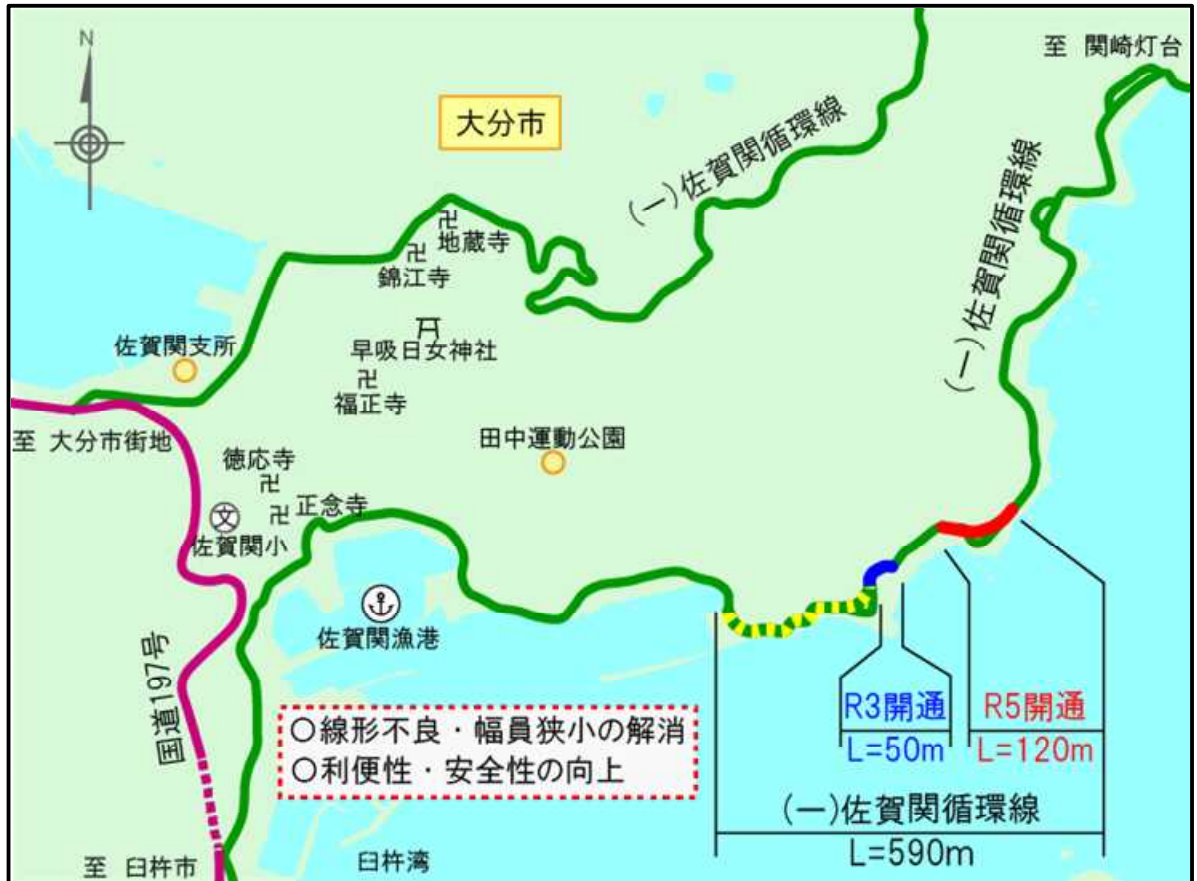 N
至 関崎灯台
大分市
(一)佐賀関循環線
(一)佐賀関循環線
地蔵寺
錦江寺
早吸日女神社
佐賀関支所
福正寺
至 大分市街地
田中運動公園
徳応寺
正念寺
文
佐賀関小
佐賀関漁港
国道197号
○線形不良・幅員狭小の解消
○利便性・安全性の向上
R3開通
L=50m
R5開通
L=120m
(一)佐賀関循環線
L=590m
至 臼杵市
臼杵湾